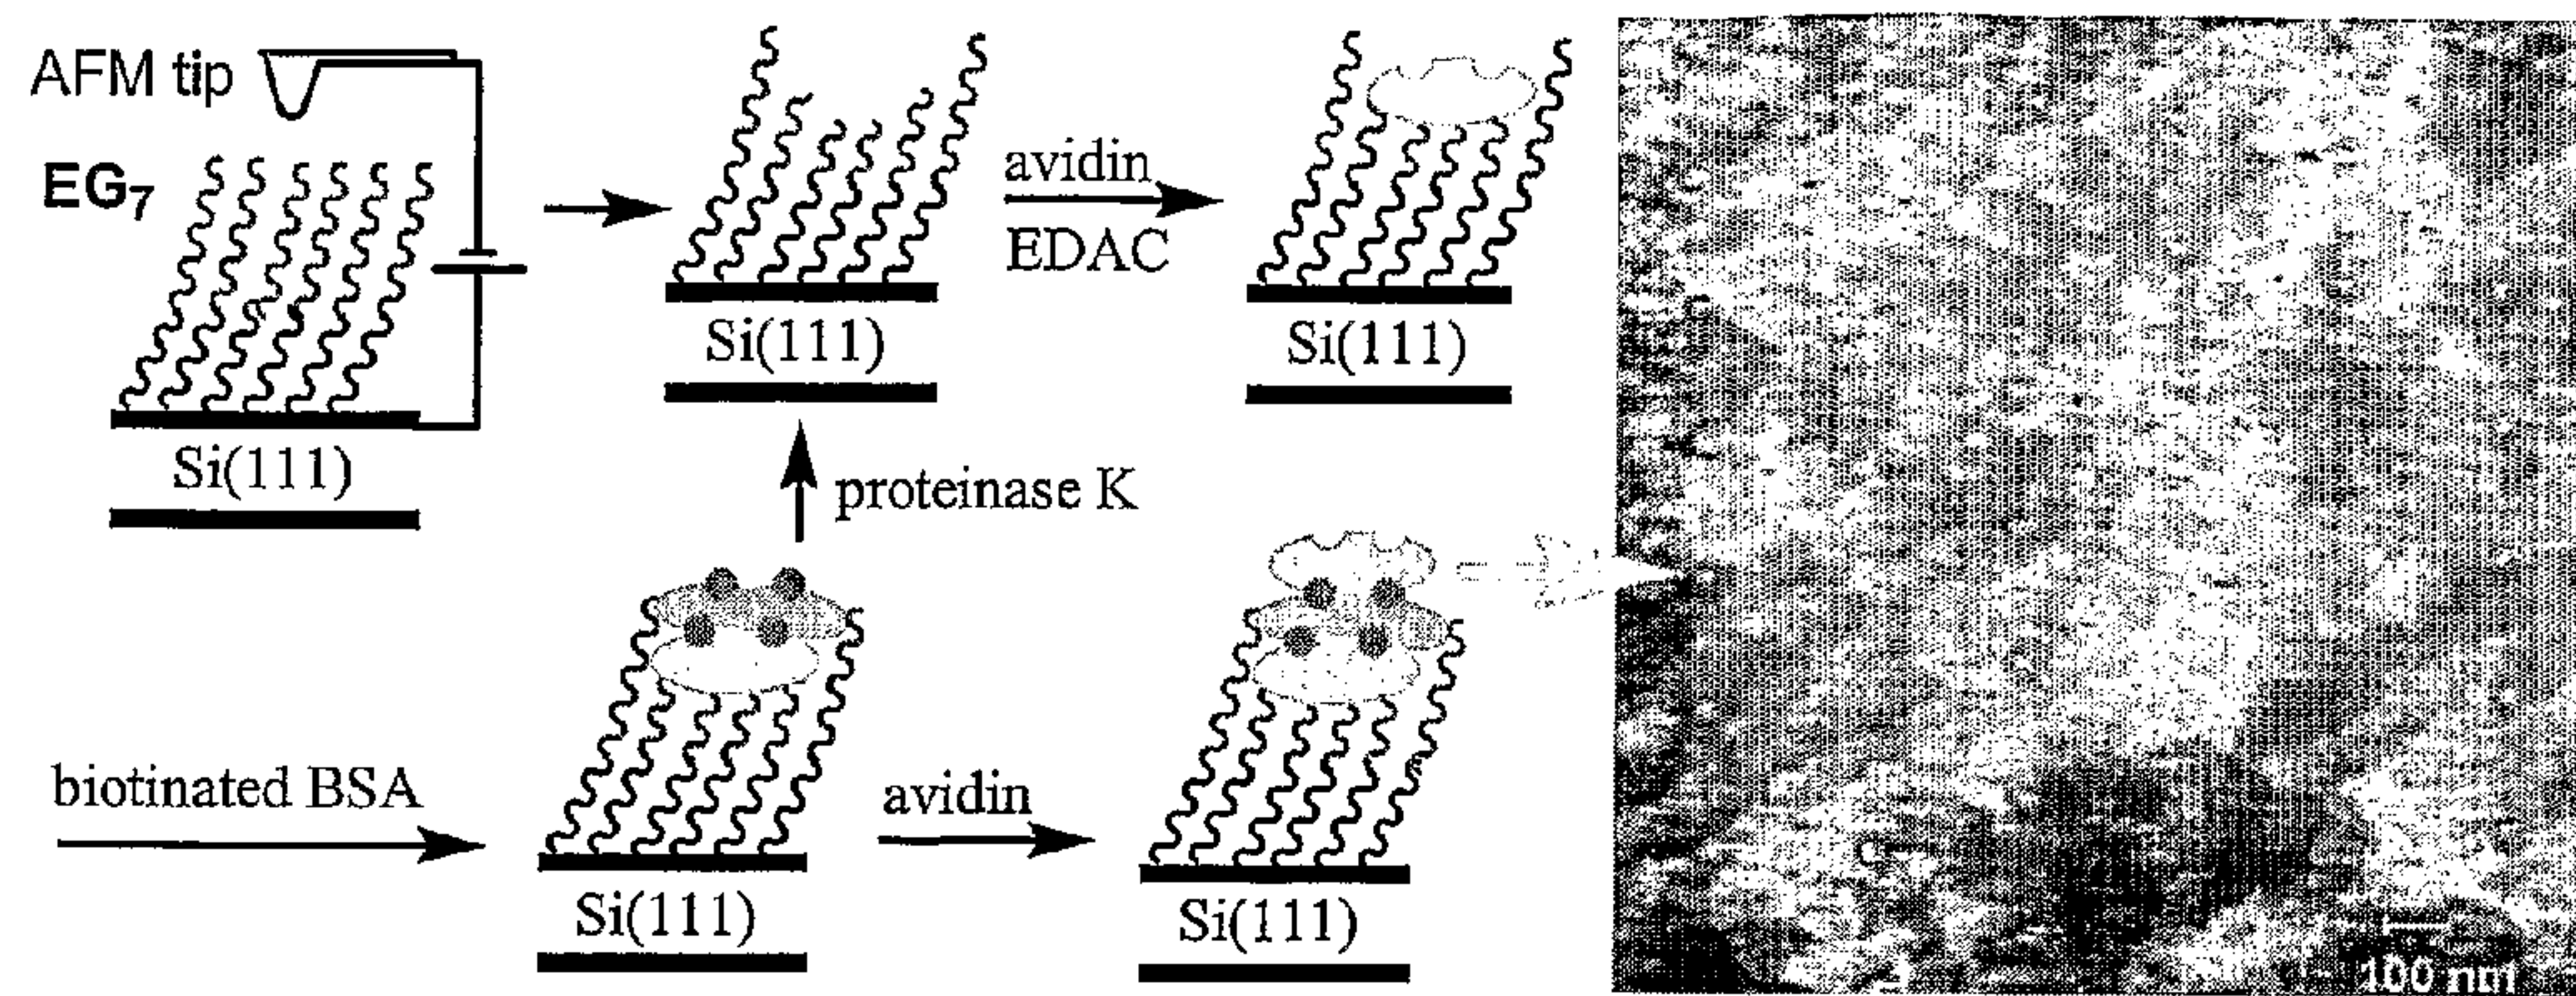 AFM tip
EG7
Si(111)
Si(111)
avidin
EDAC
Si(111)
proteinase K
biotinated BSA
Si(111)
avidin
Si(111)
100 nm